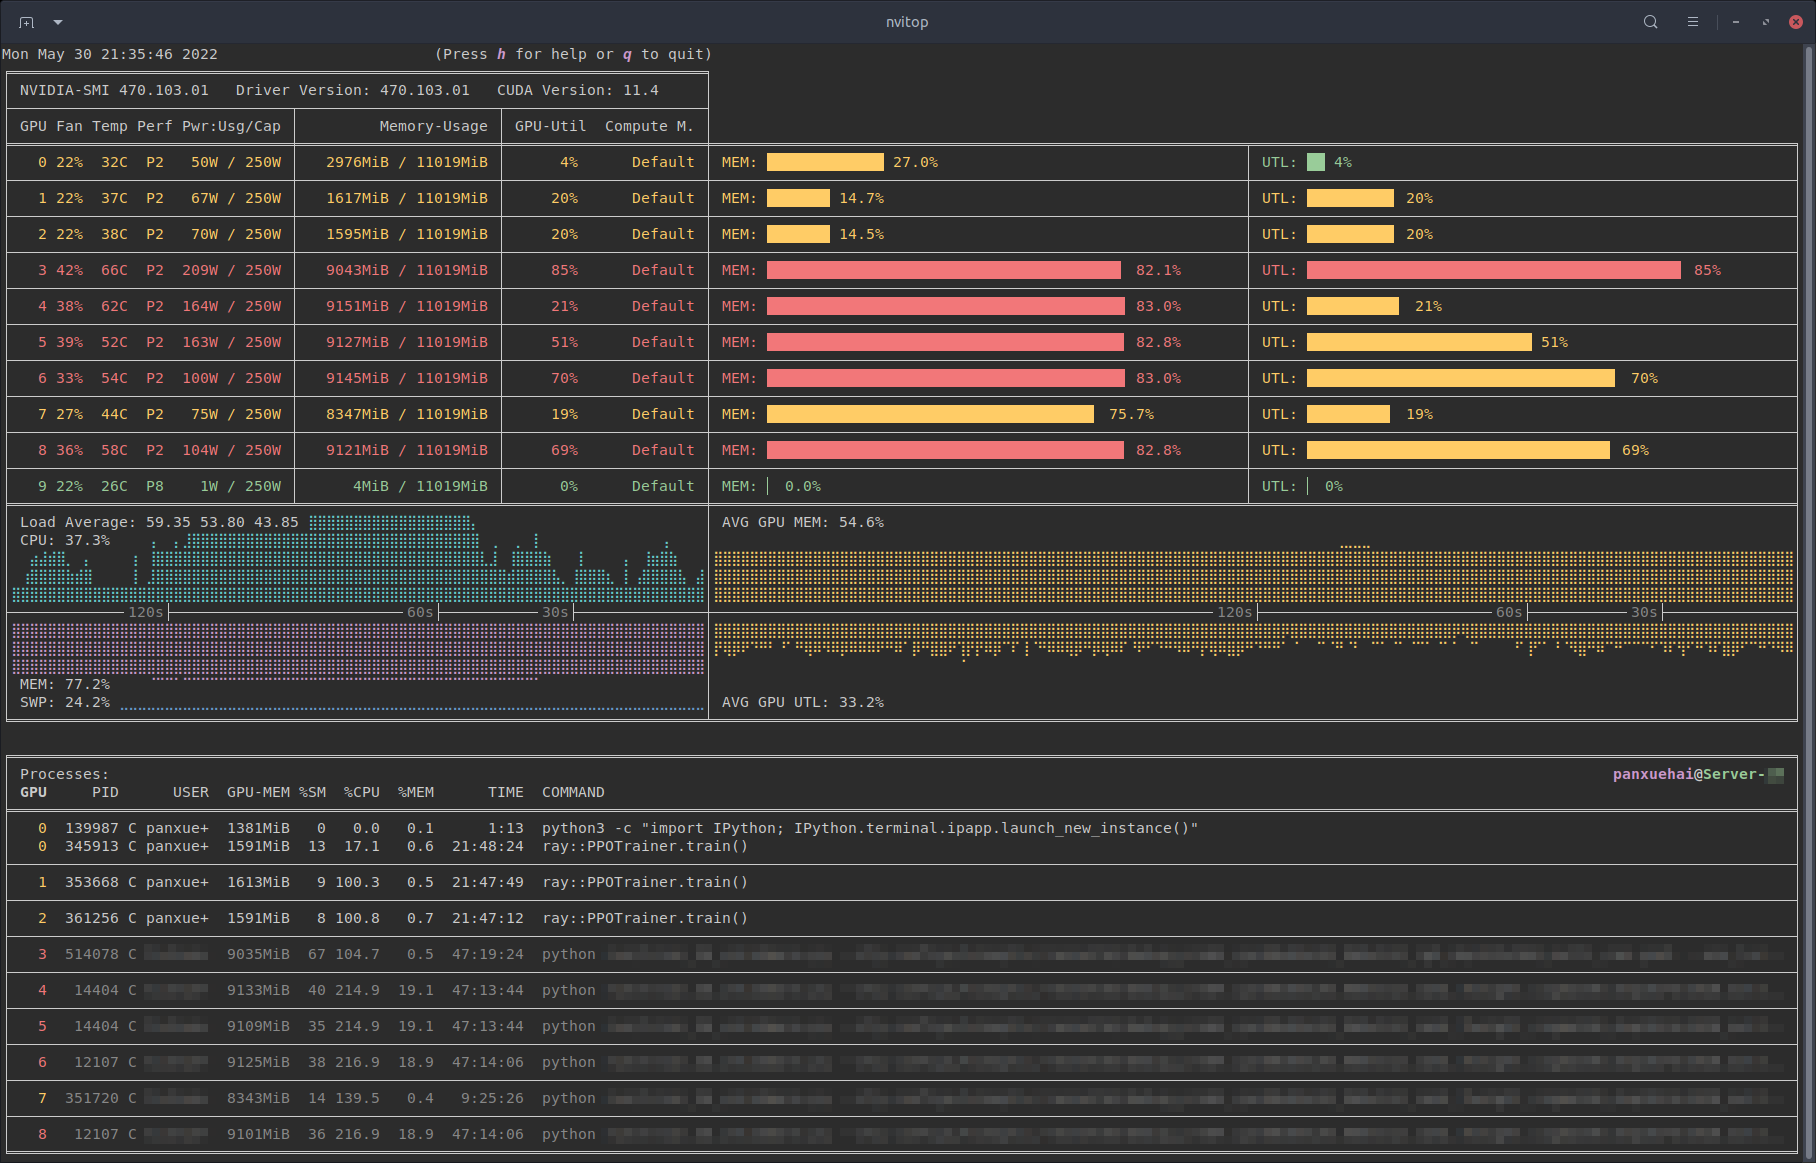 nvitop
Mon May 30 21:35:46 2022 (Press h for help or q to quit)
NVIDIA-SMI 470.103.01 Driver Version: 470.103.01 CUDA Version: 11.4
GPU Fan Temp Perf Pwr:Usg/Cap Memory-Usage GPU-Util Compute M.
0 22% 32C P2 50W / 250W 2976MiB / 11019MiB 4% Default MEM: 27.0% UTL: 4%
1 22% 37C P2 67W / 250W 1617MiB / 11019MiB 20% Default MEM: 14.7% UTL: 20%
2 22% 38C P2 70W / 250W 1595MiB / 11019MiB 20% Default MEM: 14.5% UTL: 20%
3 42% 66C P2 209W / 250W 9043MiB / 11019MiB 85% Default MEM: 82.1% UTL: 85%
4 38% 62C P2 164W / 250W 9151MiB / 11019MiB 21% Default MEM: 83.0% UTL: 21%
5 39% 52C P2 163W / 250W 9127MiB / 11019MiB 51% Default MEM: 82.8% UTL: 51%
6 33% 54C P2 100W / 250W 9145MiB / 11019MiB 70% Default MEM: 83.0% UTL: 70%
7 27% 44C P2 75W / 250W 8347MiB / 11019MiB 19% Default MEM: 75.7% UTL: 19%
8 36% 58C P2 104W / 250W 9121MiB / 11019MiB 69% Default MEM: 82.8% UTL: 69%
9 22% 26C P8 1W / 250W 4MiB / 11019MiB 0% Default MEM: 0.0% UTL: 0%
Load Average: 59.35 53.80 43.85 AVG GPU MEM: 54.6%
CPU: 37.3%
120s 60s 30s 120s 60s 30s
MEM: 77.2%
SWP: 24.2% AVG GPU UTL: 33.2%
Processes: panxuehai@Server-
GPU PID USER GPU-MEM %SM %CPU %MEM TIME COMMAND
0 139987 C panxue+ 1381MiB 0 0.0 0.1 1:13 python3 -c "import IPython; IPython.terminal.ipapp.launch_new_instance()"
0 345913 C panxue+ 1591MiB 13 17.1 0.6 21:48:24 ray::PPOTrainer.train()
1 353668 C panxue+ 1613MiB 9 100.3 0.5 21:47:49 ray::PPOTrainer.train()
2 361256 C panxue+ 1591MiB 8 100.8 0.7 21:47:12 ray::PPOTrainer.train()
3 514078 C 9035MiB 67 104.7 0.5 47:19:24 python
4 14404 C 9133MiB 40 214.9 19.1 47:13:44 python
5 14404 C 9109MiB 35 214.9 19.1 47:13:44 python
6 12107 C 9125MiB 38 216.9 18.9 47:14:06 python
7 351720 C 8343MiB 14 139.5 0.4 9:25:26 python
8 12107 C 9101MiB 36 216.9 18.9 47:14:06 python